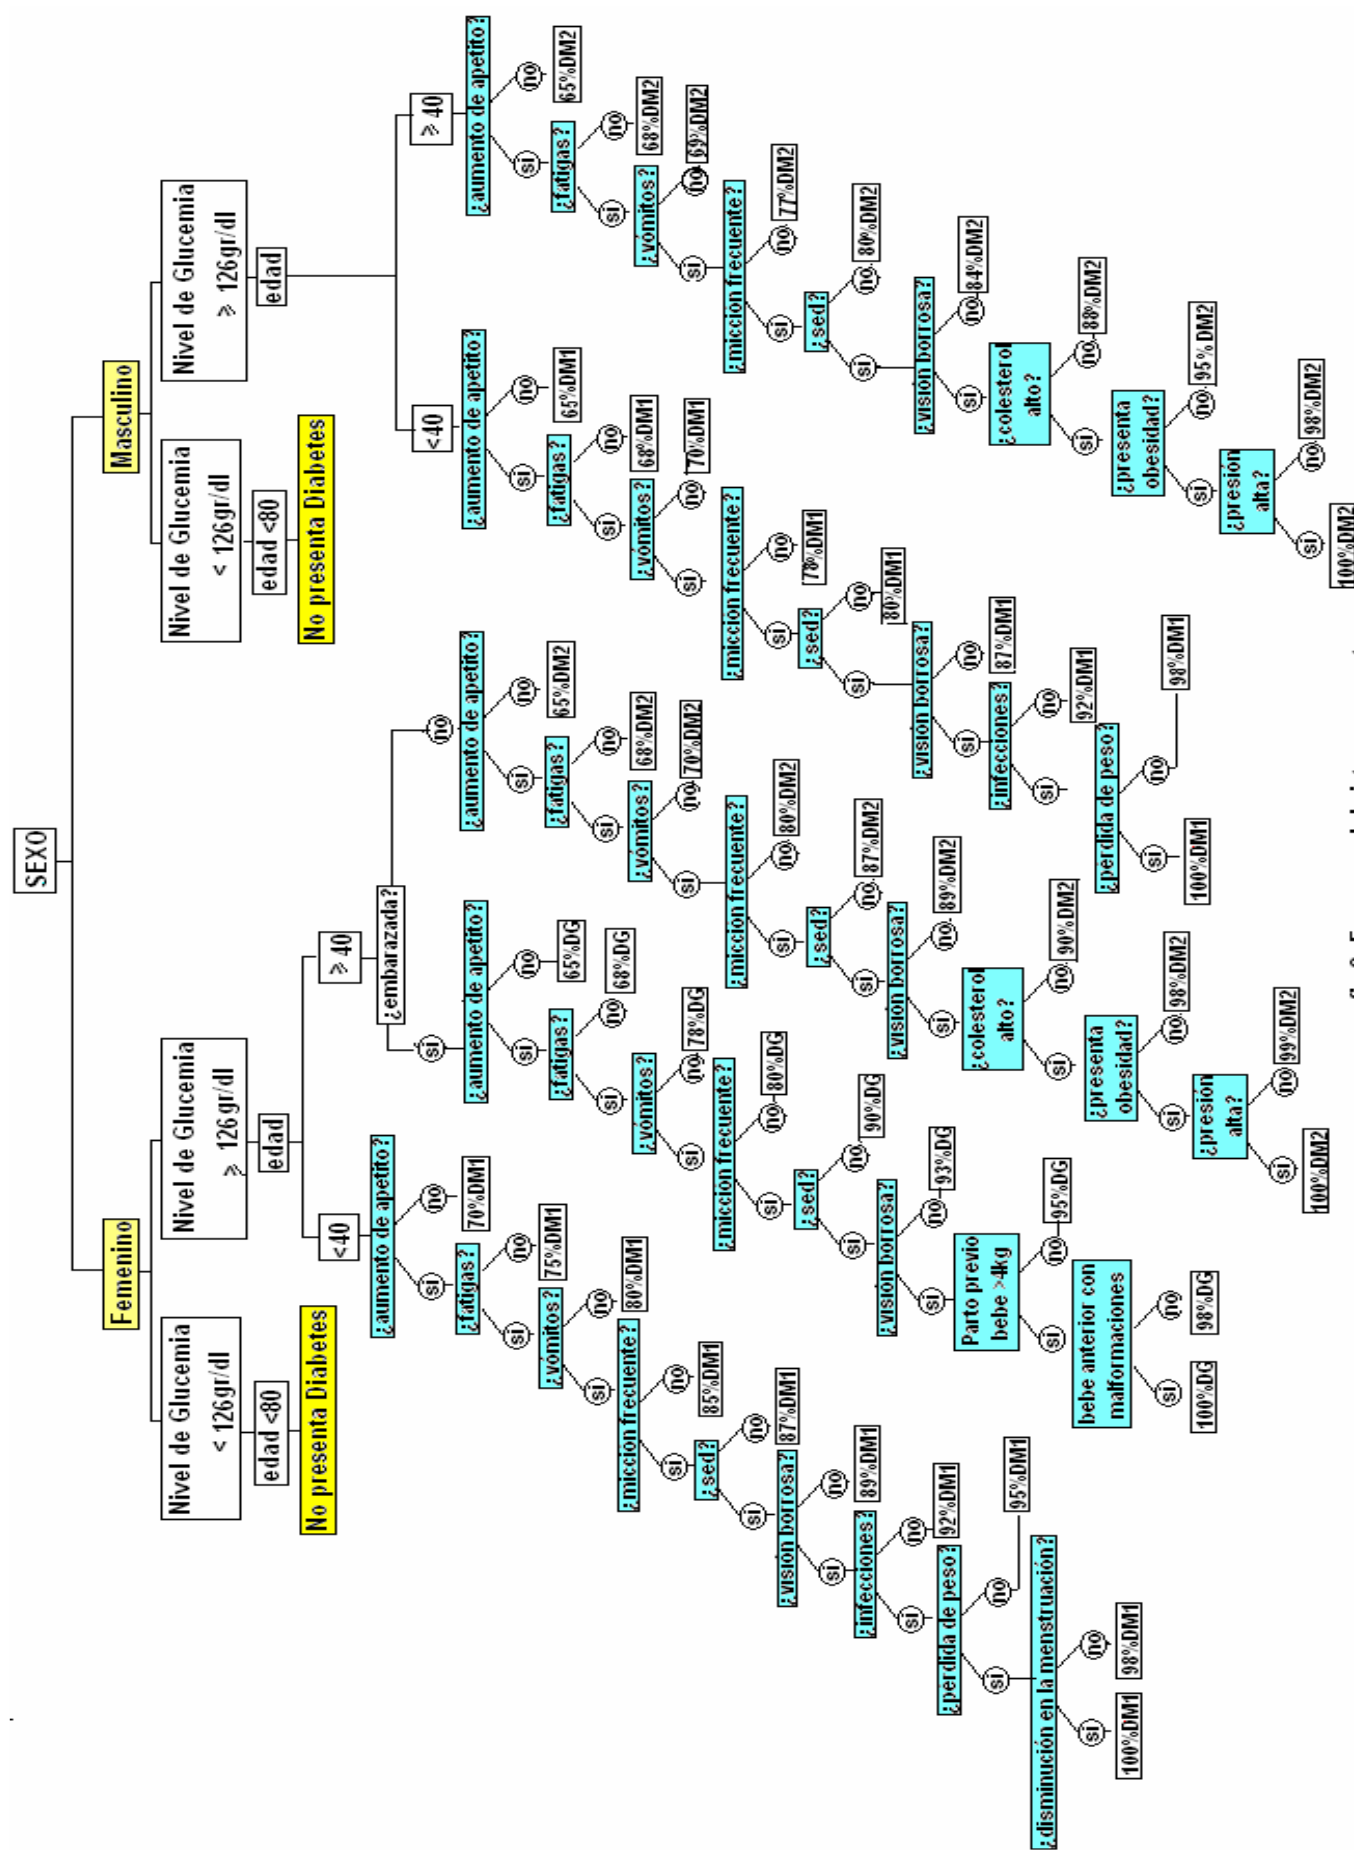 SEXO
Femenino
Masculino
Nivel de Glucemia
< 126gr/dl
edad <80
No presenta Diabetes
Nivel de Glucemia
⩾ 126gr/dl
edad
<40
¿aumento de apetito?
si
no
70%DM1
¿fatigas?
si
no
75%DM1
¿vómitos?
si
no
80%DM1
¿micción frecuente?
si
no
85%DM1
¿sed?
si
no
87%DM1
¿visión borrosa?
si
no
89%DM1
¿infecciones?
si
no
92%DM1
¿pérdida de peso?
si
no
95%DM1
¿disminución en la menstruación?
si
no
100%DM1
98%DM1
⩾ 40
¿embarazada?
si
¿aumento de apetito?
si
no
65%DG
¿fatigas?
si
no
68%DG
¿vómitos?
si
no
78%DG
¿micción frecuente?
si
no
80%DG
¿sed?
si
no
90%DG
¿visión borrosa?
si
no
93%DG
Parto previo
bebe >4kg
si
no
95%DG
bebe anterior con
malformaciones
si
no
100%DG
98%DG
no
¿aumento de apetito?
si
no
65%DM2
¿fatigas?
si
no
68%DM2
¿vómitos?
si
no
70%DM2
¿micción frecuente?
si
no
80%DM2
¿sed?
si
no
87%DM2
¿visión borrosa?
si
no
89%DM2
¿colesterol
alto?
si
no
90%DM2
¿presenta
obesidad?
si
no
98%DM2
¿presión
alta?
si
no
100%DM2
99%DM2
Nivel de Glucemia
< 126gr/dl
edad <80
No presenta Diabetes
Nivel de Glucemia
⩾ 126gr/dl
edad
<40
¿aumento de apetito?
si
no
65%DM1
¿fatigas?
si
no
68%DM1
¿vómitos?
si
no
70%DM1
¿micción frecuente?
si
no
78%DM1
¿sed?
si
no
80%DM1
¿visión borrosa?
si
no
87%DM1
¿infecciones?
si
no
92%DM1
¿pérdida de peso?
si
no
100%DM1
98%DM1
⩾ 40
¿aumento de apetito?
si
no
65%DM2
¿fatigas?
si
no
68%DM2
¿vómitos?
si
no
69%DM2
¿micción frecuente?
si
no
77%DM2
¿sed?
si
no
80%DM2
¿visión borrosa?
si
no
84%DM2
¿colesterol
alto?
si
no
88%DM2
¿presenta
obesidad?
si
no
95%DM2
¿presión
alta?
si
no
100%DM2
98%DM2